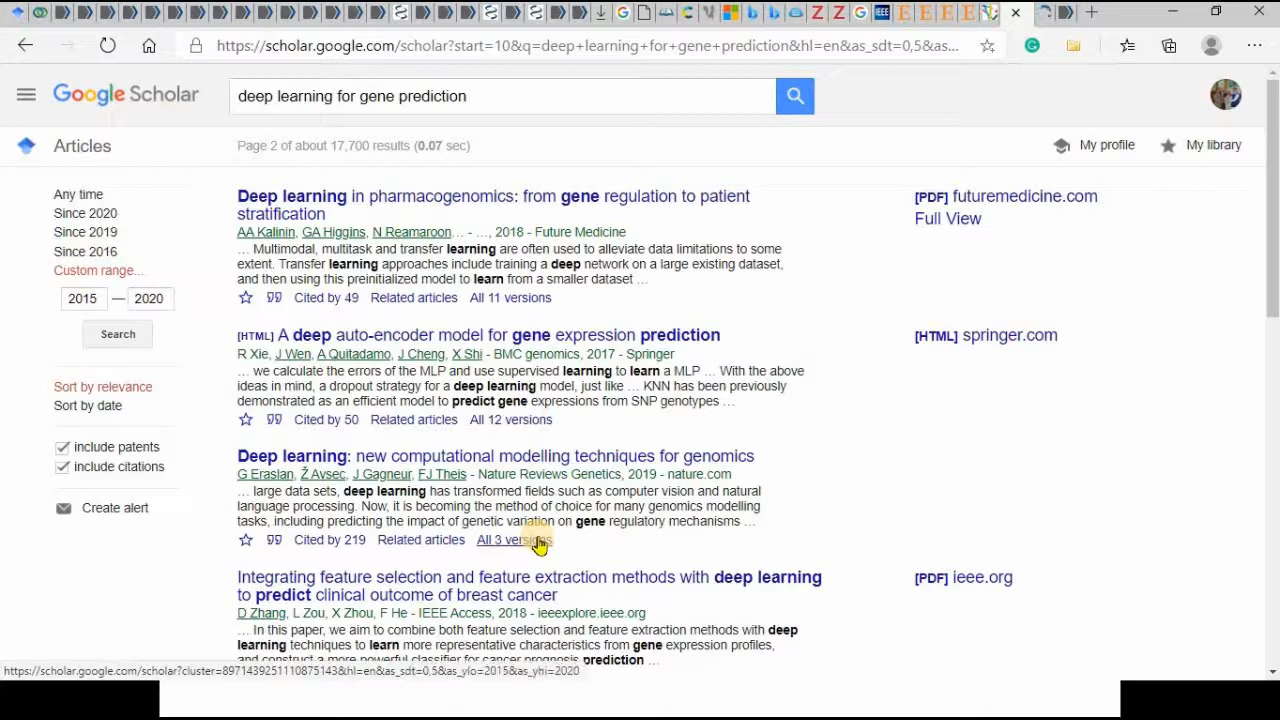 https://scholar.google.com/scholar?start=10&q=deep+learning+for+gene+prediction&hl=en&as_sdt=0,5&as...
Google Scholar
deep learning for gene prediction
Articles
Page 2 of about 17,700 results (0.07 sec)
My profile
My library
Any time
Since 2020
Since 2019
Since 2016
Custom range...
2015 — 2020
Search
Sort by relevance
Sort by date
include patents
include citations
Create alert
Deep learning in pharmacogenomics: from gene regulation to patient
stratification
AA Kalinin, GA Higgins, N Reamaroon… - …, 2018 - Future Medicine
… Multimodal, multitask and transfer learning are often used to alleviate data limitations to some
extent. Transfer learning approaches include training a deep network on a large existing dataset,
and then using this preinitialized model to learn from a smaller dataset …
Cited by 49 Related articles All 11 versions
[PDF] futuremedicine.com
Full View
[HTML] A deep auto-encoder model for gene expression prediction
R Xie, J Wen, A Quitadamo, J Cheng, X Shi - BMC genomics, 2017 - Springer
… we calculate the errors of the MLP and use supervised learning to learn a MLP … With the above
ideas in mind, a dropout strategy for a deep learning model, just like … KNN has been previously
demonstrated as an efficient model to predict gene expressions from SNP genotypes …
Cited by 50 Related articles All 12 versions
[HTML] springer.com
Deep learning: new computational modelling techniques for genomics
G Eraslan, Ž Avsec, J Gagneur, FJ Theis - Nature Reviews Genetics, 2019 - nature.com
… large data sets, deep learning has transformed fields such as computer vision and natural
language processing. Now, it is becoming the method of choice for many genomics modelling
tasks, including predicting the impact of genetic variation on gene regulatory mechanisms …
Cited by 219 Related articles All 3 versions
Integrating feature selection and feature extraction methods with deep learning
to predict clinical outcome of breast cancer
D Zhang, L Zou, X Zhou, F He - IEEE Access, 2018 - ieeexplore.ieee.org
… In this paper, we aim to combine both feature selection and feature extraction methods with deep
learning techniques to learn more representative characteristics from gene expression profiles,
and construct a more powerful classifier for cancer prognosis prediction …
[PDF] ieee.org
https://scholar.google.com/scholar?cluster=8971439251110875143&hl=en&as_sdt=0,5&as_ylo=2015&as_yhi=2020